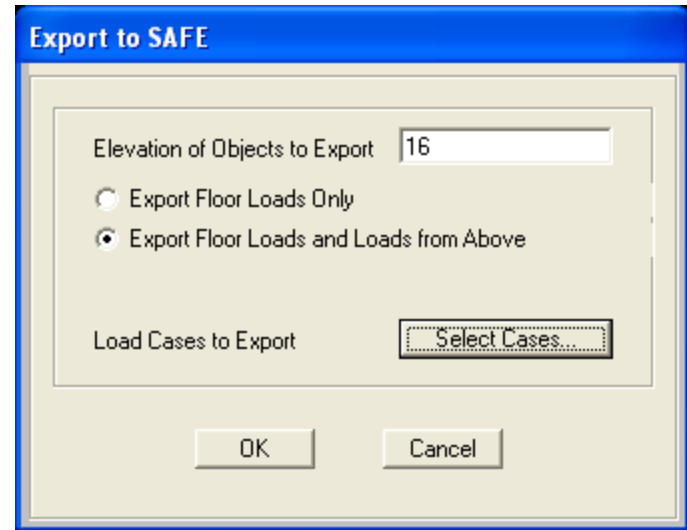 Export to SAFE
Elevation of Objects to Export 16
Export Floor Loads Only
Export Floor Loads and Loads from Above
Load Cases to Export Select Cases...
OK Cancel